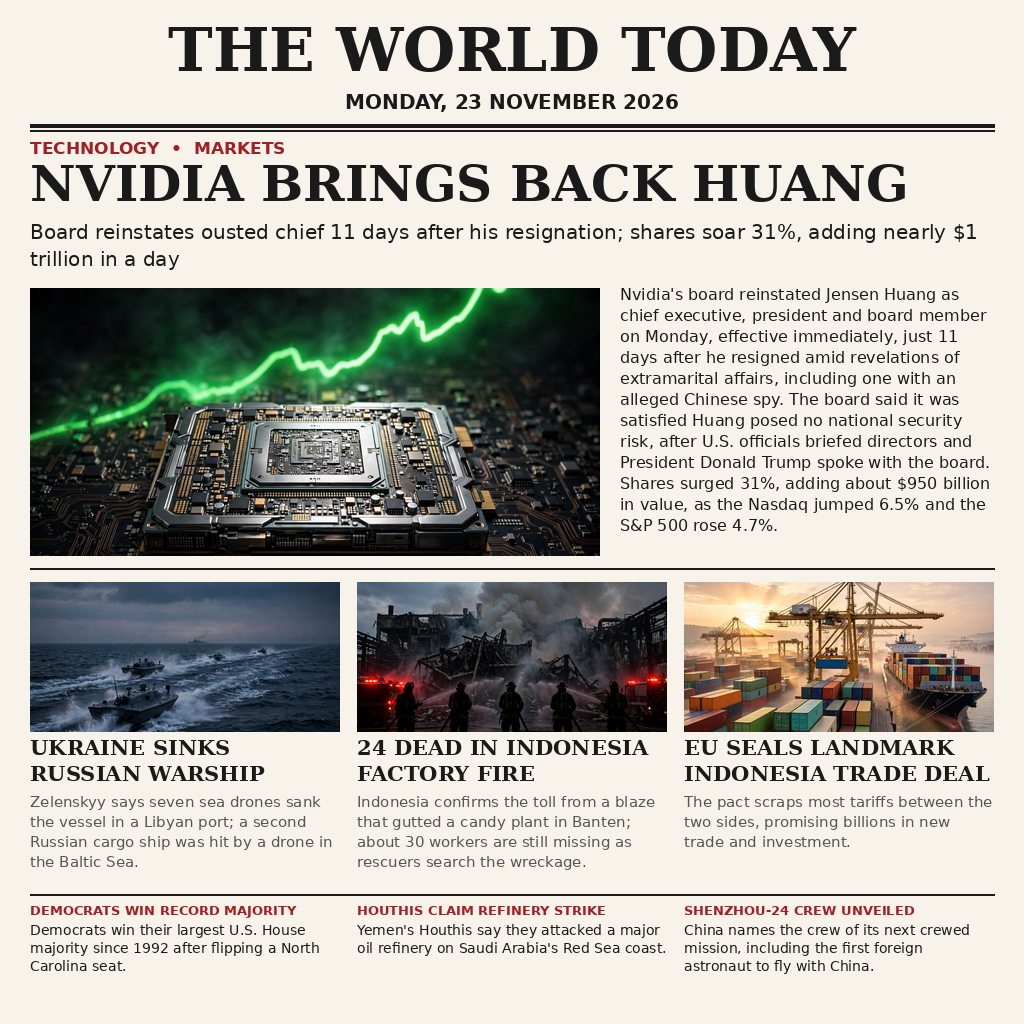 THE WORLD TODAY
MONDAY, 23 NOVEMBER 2026
TECHNOLOGY • MARKETS
NVIDIA BRINGS BACK HUANG
Board reinstates ousted chief 11 days after his resignation; shares soar 31%, adding nearly $1
trillion in a day
Nvidia's board reinstated Jensen Huang as
chief executive, president and board member
on Monday, effective immediately, just 11
days after he resigned amid revelations of
extramarital affairs, including one with an
alleged Chinese spy. The board said it was
satisfied Huang posed no national security
risk, after U.S. officials briefed directors and
President Donald Trump spoke with the board.
Shares surged 31%, adding about $950 billion
in value, as the Nasdaq jumped 6.5% and the
S&P 500 rose 4.7%.
UKRAINE SINKS
RUSSIAN WARSHIP
Zelenskyy says seven sea drones sank
the vessel in a Libyan port; a second
Russian cargo ship was hit by a drone in
the Baltic Sea.
24 DEAD IN INDONESIA
FACTORY FIRE
Indonesia confirms the toll from a blaze
that gutted a candy plant in Banten;
about 30 workers are still missing as
rescuers search the wreckage.
EU SEALS LANDMARK
INDONESIA TRADE DEAL
The pact scraps most tariffs between the
two sides, promising billions in new
trade and investment.
DEMOCRATS WIN RECORD MAJORITY
Democrats win their largest U.S. House
majority since 1992 after flipping a North
Carolina seat.
HOUTHIS CLAIM REFINERY STRIKE
Yemen's Houthis say they attacked a major
oil refinery on Saudi Arabia's Red Sea coast.
SHENZHOU-24 CREW UNVEILED
China names the crew of its next crewed
mission, including the first foreign
astronaut to fly with China.